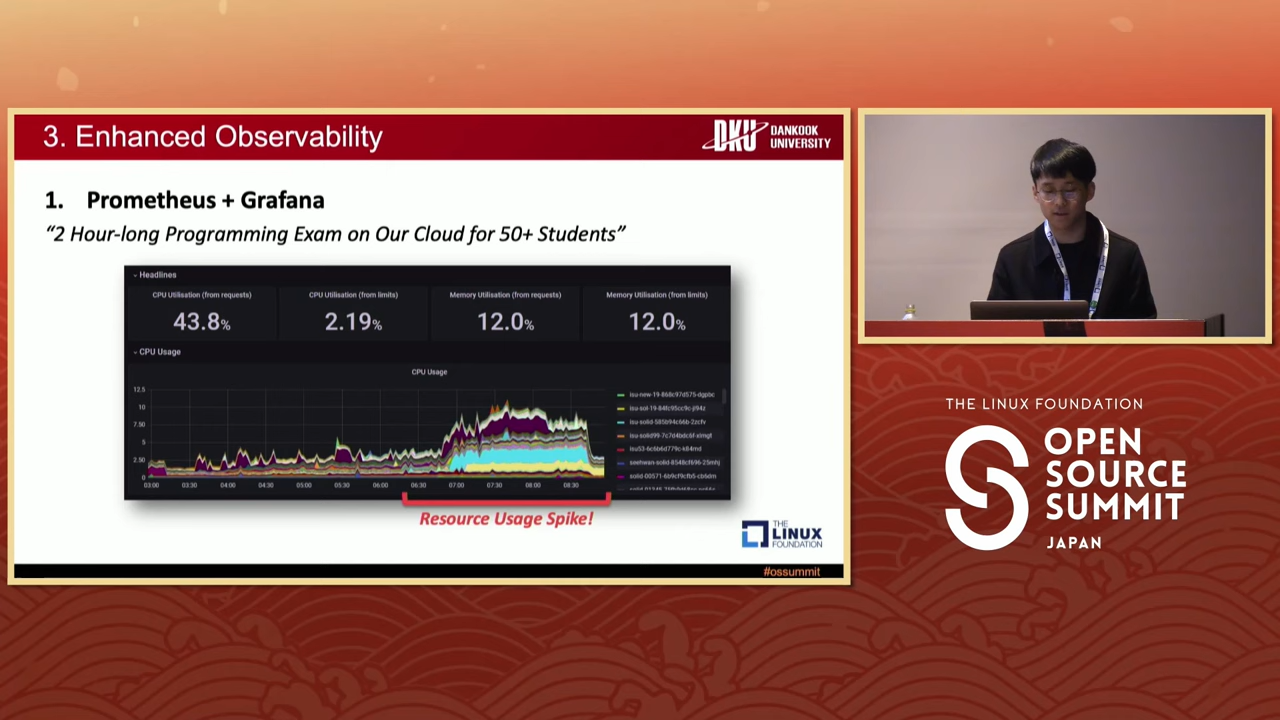 3. Enhanced Observability
DKU DANKOOK
UNIVERSITY
1. Prometheus + Grafana
“2 Hour-long Programming Exam on Our Cloud for 50+ Students”
Headlines
CPU Utilisation (from requests)
43.8%
CPU Utilisation (from limits)
2.19%
Memory Utilisation (from requests)
12.0%
Memory Utilisation (from limits)
12.0%
CPU Usage
CPU Usage
12.5
10
7.50
5
2.50
0
03:00 03:30 04:00 04:30 05:00 05:30 06:00 06:30 07:00 07:30 08:00 08:30
Resource Usage Spike!
THE
LINUX
FOUNDATION
#ossummit
THE LINUX FOUNDATION
OPEN
SOURCE
SUMMIT
JAPAN